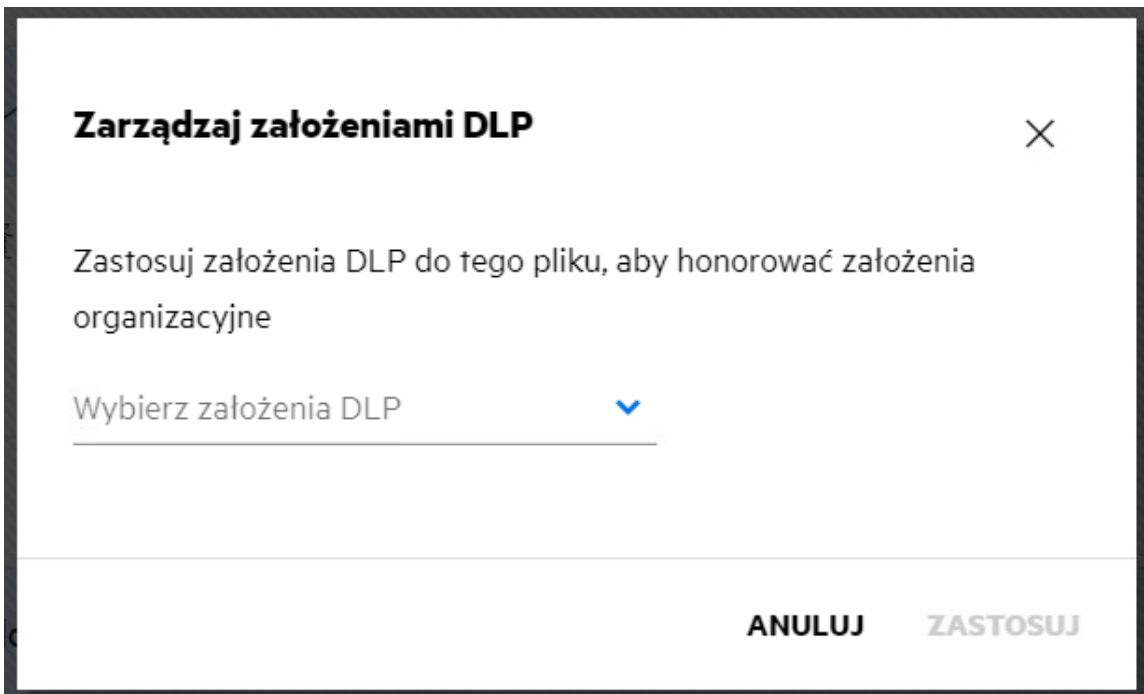 Zarządzaj założeniami DLP
Zastosuj założenia DLP do tego pliku, aby honorować założenia
organizacyjne
Wybierz założenia DLP
ANULUJ ZASTOSUJ